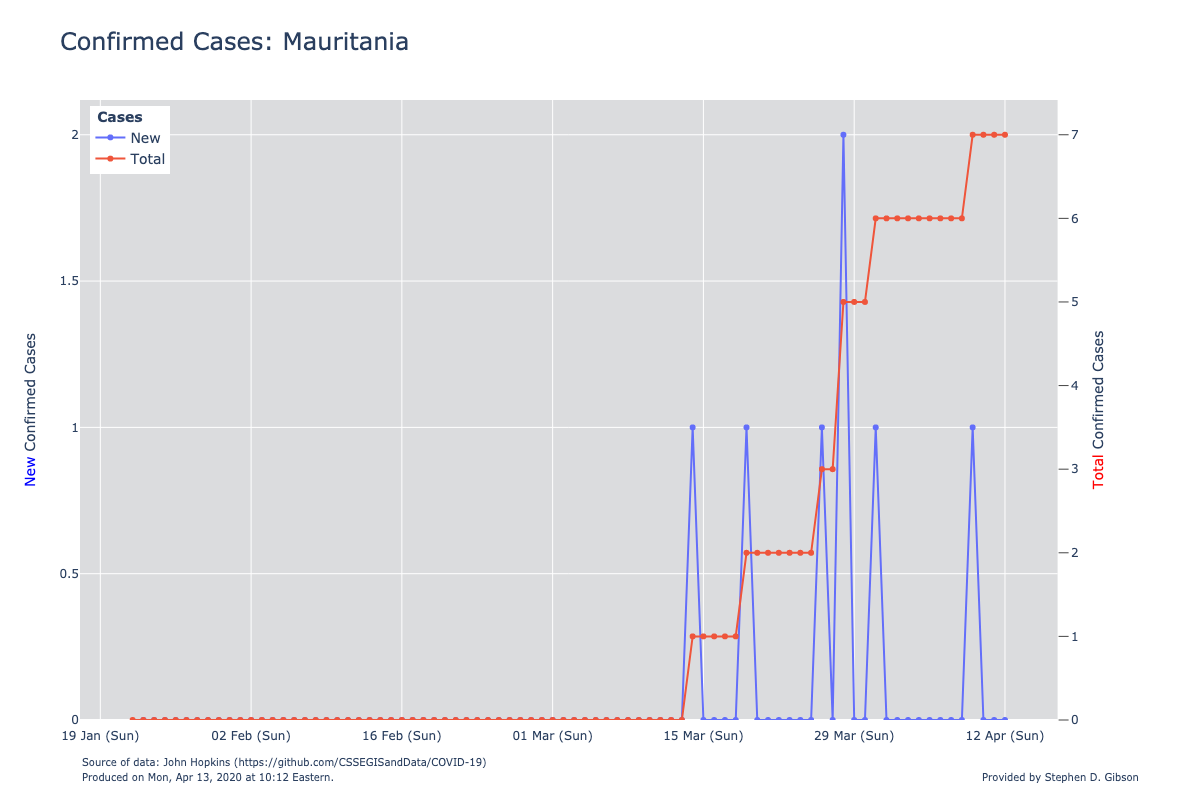 Confirmed Cases: Mauritania
Cases
New
Total
2
1.5
1
0.5
0
7
6
5
4
3
2
1
0
New Confirmed Cases
Total Confirmed Cases
19 Jan (Sun) 02 Feb (Sun) 16 Feb (Sun) 01 Mar (Sun) 15 Mar (Sun) 29 Mar (Sun) 12 Apr (Sun)
Source of data: John Hopkins (https://github.com/CSSEGISandData/COVID-19)
Produced on Mon, Apr 13, 2020 at 10:12 Eastern.
Provided by Stephen D. Gibson